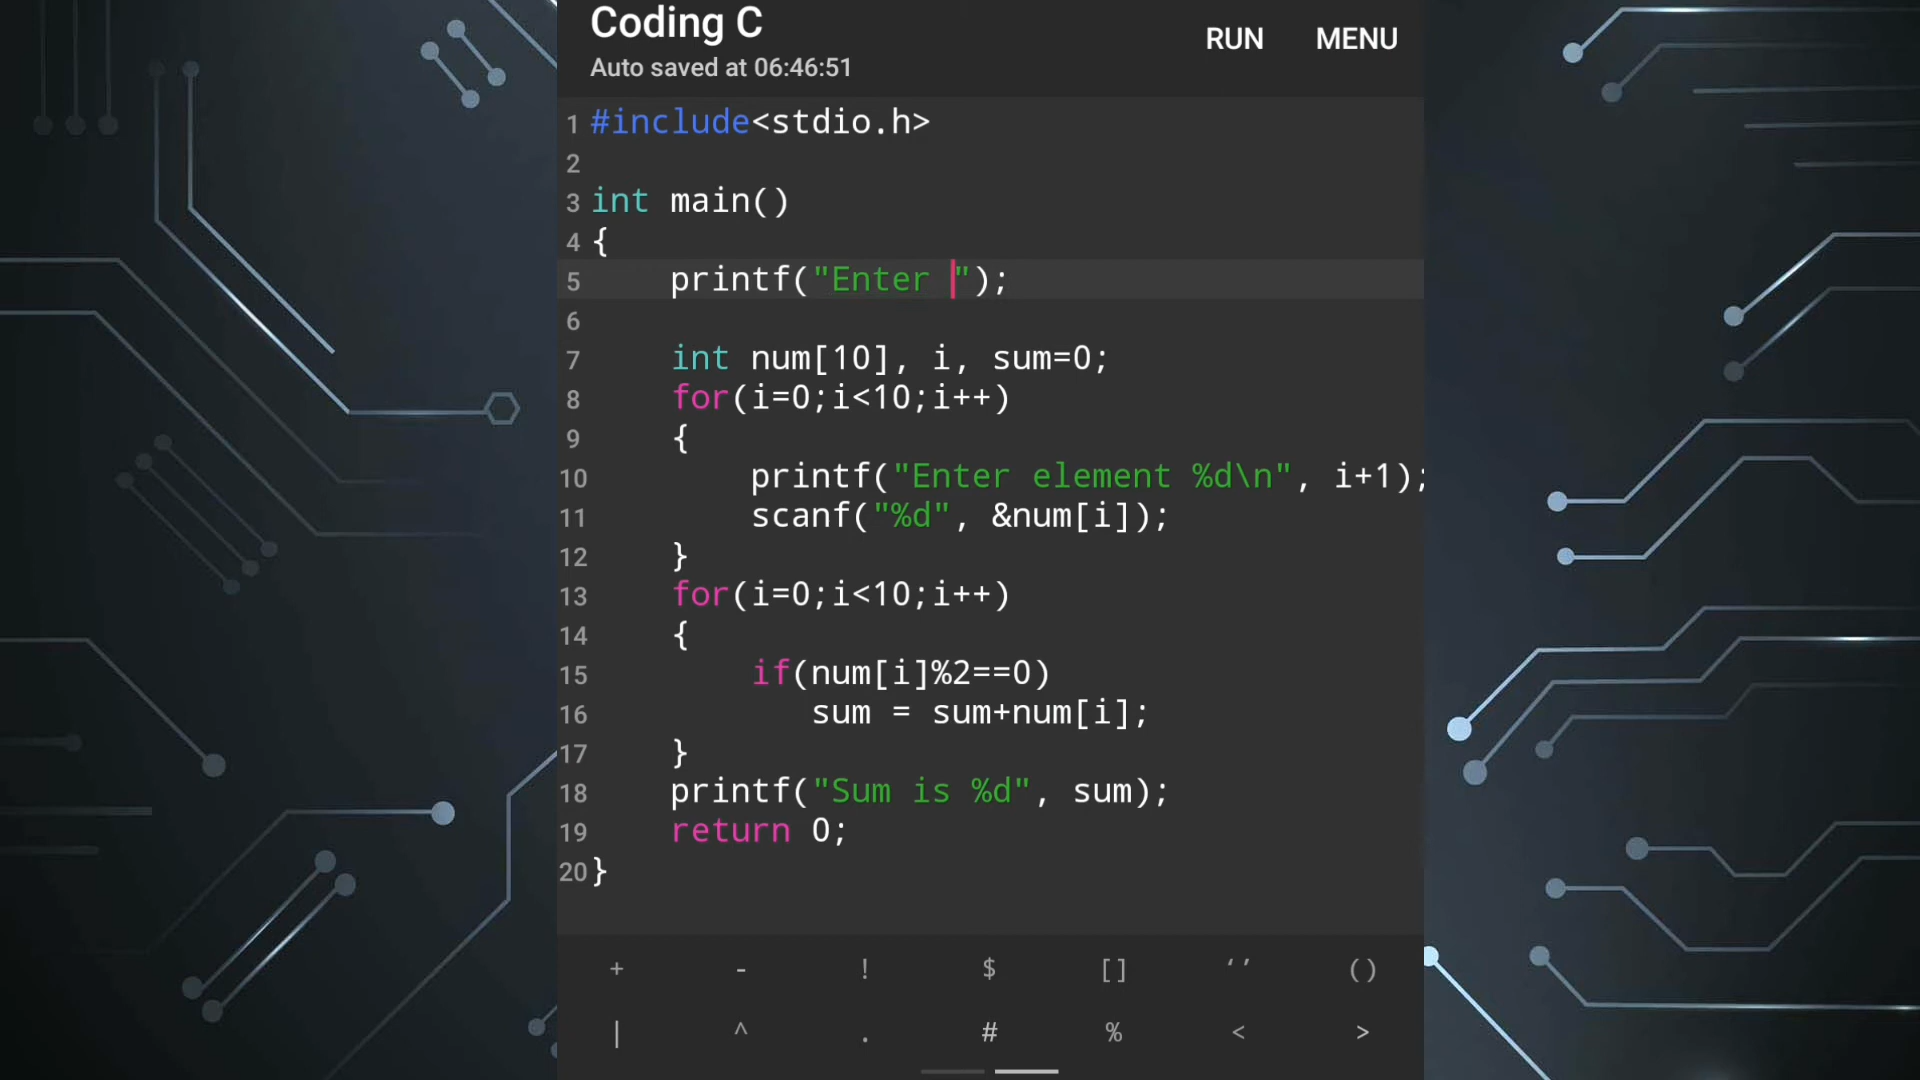 Coding C
RUN MENU
Auto saved at 06:46:51
1 #include<stdio.h>
2
3 int main()
4 {
5     printf("Enter ");
6
7     int num[10], i, sum=0;
8     for(i=0;i<10;i++)
9     {
10         printf("Enter element %d\n", i+1);
11         scanf("%d", &num[i]);
12     }
13     for(i=0;i<10;i++)
14     {
15         if(num[i]%2==0)
16            sum = sum+num[i];
17     }
18     printf("Sum is %d", sum);
19     return 0;
20 }
+ - ! $ [] ‘’ ()
| ^ . # % < >